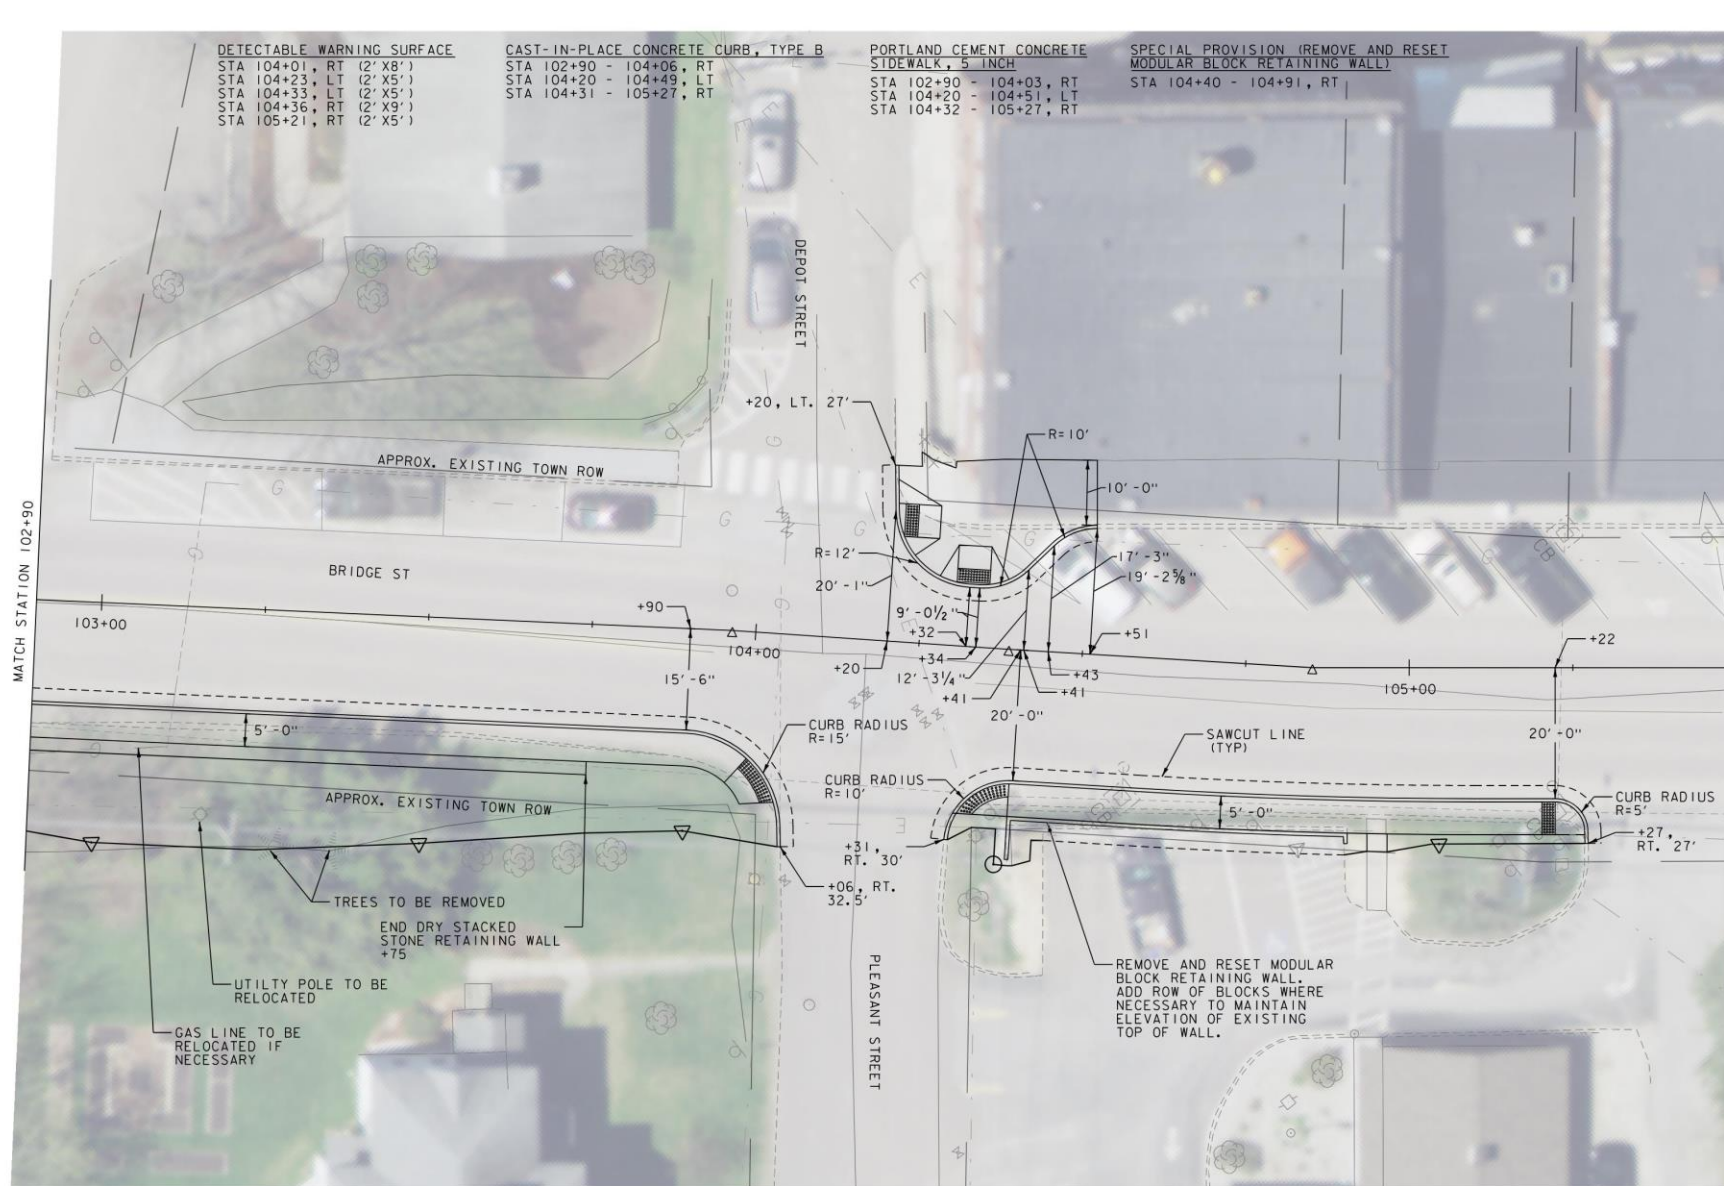 DETECTABLE WARNING SURFACE
STA 104+01, RT (2'X8')
STA 104+23, LT (2'X5')
STA 104+33, LT (2'X5')
STA 104+36, RT (2'X9')
STA 105+21, RT (2'X5')
CAST-IN-PLACE CONCRETE CURB, TYPE B
STA 102+90 - 104+06, RT
STA 104+20 - 104+49, LT
STA 104+31 - 105+27, RT
PORTLAND CEMENT CONCRETE
SIDEWALK, 5 INCH
STA 102+90 - 104+03, RT
STA 104+20 - 104+51, LT
STA 104+32 - 105+27, RT
SPECIAL PROVISION (REMOVE AND RESET
MODULAR BLOCK RETAINING WALL)
STA 104+40 - 104+91, RT
DEPOT STREET
+20, LT. 27'
R=10'
APPROX. EXISTING TOWN ROW
10'-0"
MATCH STATION 102+90
BRIDGE ST
R=12'
20'-1"
17'-3"
19'-2⅝"
9'-0½"
+90
+32
+51
+22
103+00
104+00
+20
+34
12'-3¼"
+41
+41
+43
105+00
15'-6"
20'-0"
20'-0"
5'-0"
CURB RADIUS
R=15'
SAWCUT LINE
(TYP)
CURB RADIUS
R=10'
CURB RADIUS
R=5'
APPROX. EXISTING TOWN ROW
5'-0"
+31,
RT. 30'
+27,
RT. 27'
+06, RT.
32.5'
TREES TO BE REMOVED
END DRY STACKED
STONE RETAINING WALL
+75
UTILTY POLE TO BE
RELOCATED
GAS LINE TO BE
RELOCATED IF
NECESSARY
PLEASANT STREET
REMOVE AND RESET MODULAR
BLOCK RETAINING WALL.
ADD ROW OF BLOCKS WHERE
NECESSARY TO MAINTAIN
ELEVATION OF EXISTING
TOP OF WALL.